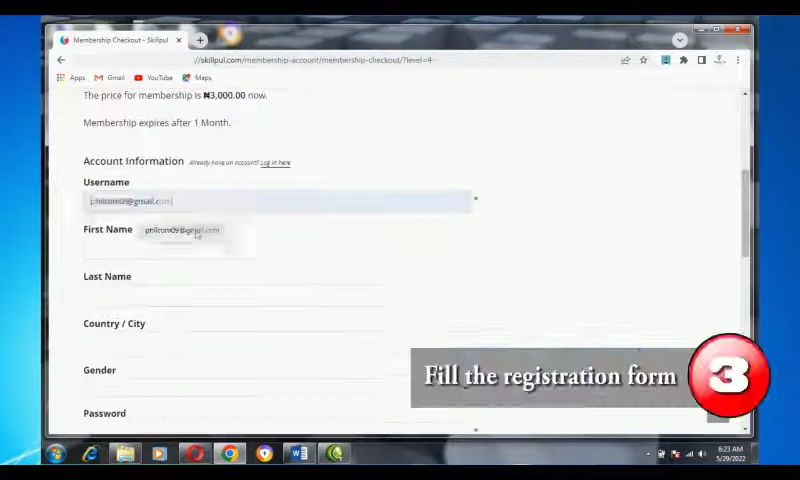 Membership Checkout - Skillpul
//skillpul.com/membership-account/membership-checkout/?level=4
Apps Gmail YouTube Maps
The price for membership is ₦3,000.00 now.
Membership expires after 1 Month.
Account Information Already have an account? Log in here
Username
First Name
Last Name
Country / City
Gender
Password
Fill the registration form 3
6:23 AM
5/29/2022